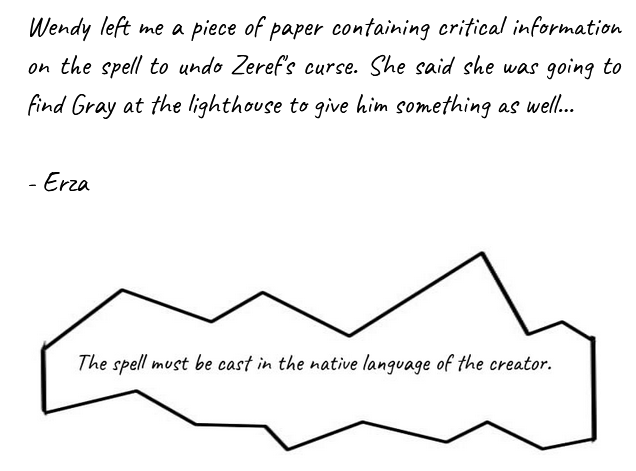 Wendy left me a piece of paper containing critical information
on the spell to undo Zeref's curse. She said she was going to
find Gray at the lighthouse to give him something as well...
- Erza
The spell must be cast in the native language of the creator.